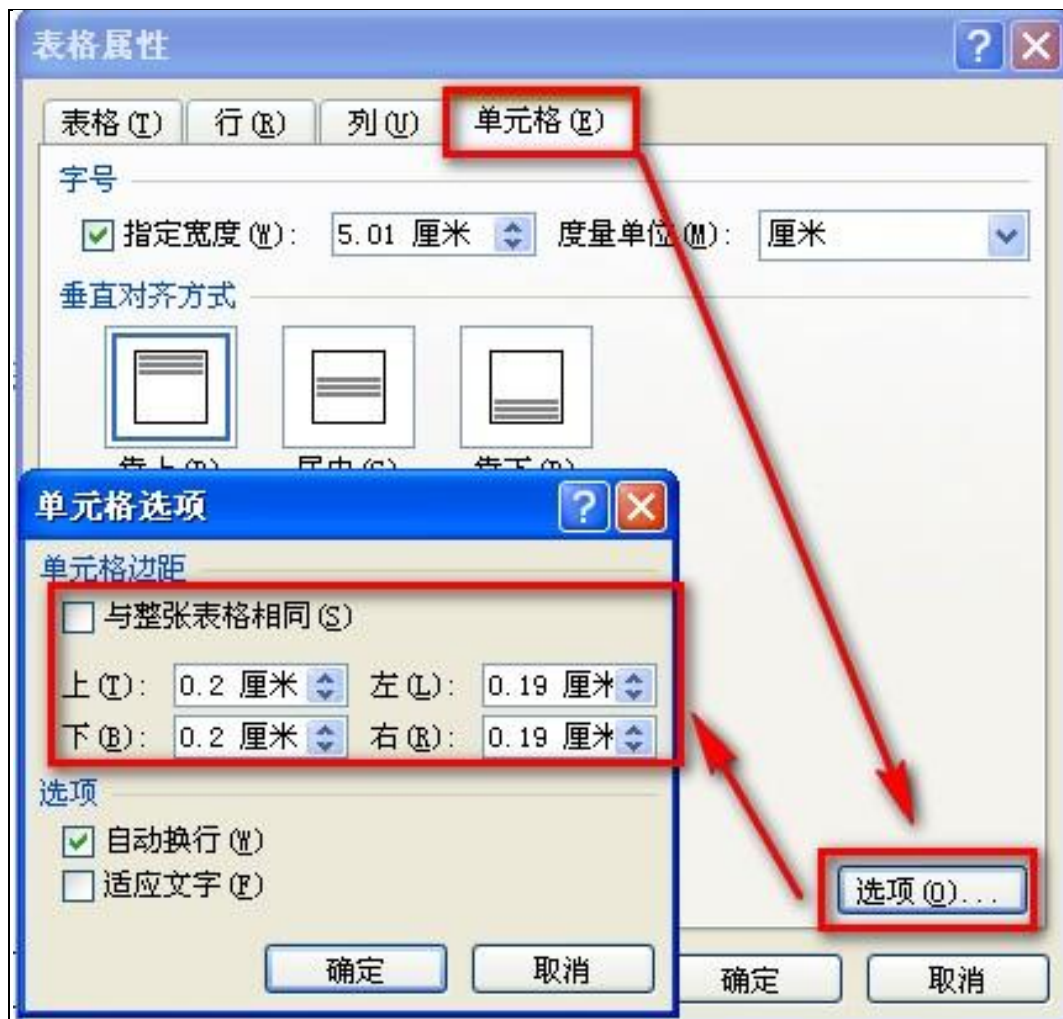 表格属性
表格(T) 行(R) 列(U) 单元格(E)
字号
指定宽度(W): 5.01 厘米 度量单位(M): 厘米
垂直对齐方式
单元格选项
单元格边距
与整张表格相同(S)
上(T): 0.2 厘米 左(L): 0.19 厘米
下(B): 0.2 厘米 右(R): 0.19 厘米
选项
自动换行(W)
适应文字(F)
选项(O)...
确定 取消
确定 取消